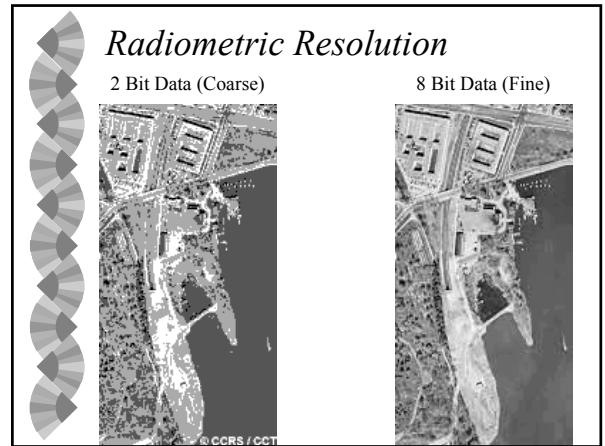 Radiometric Resolution
2 Bit Data (Coarse)
8 Bit Data (Fine)
© CCRS / CCT